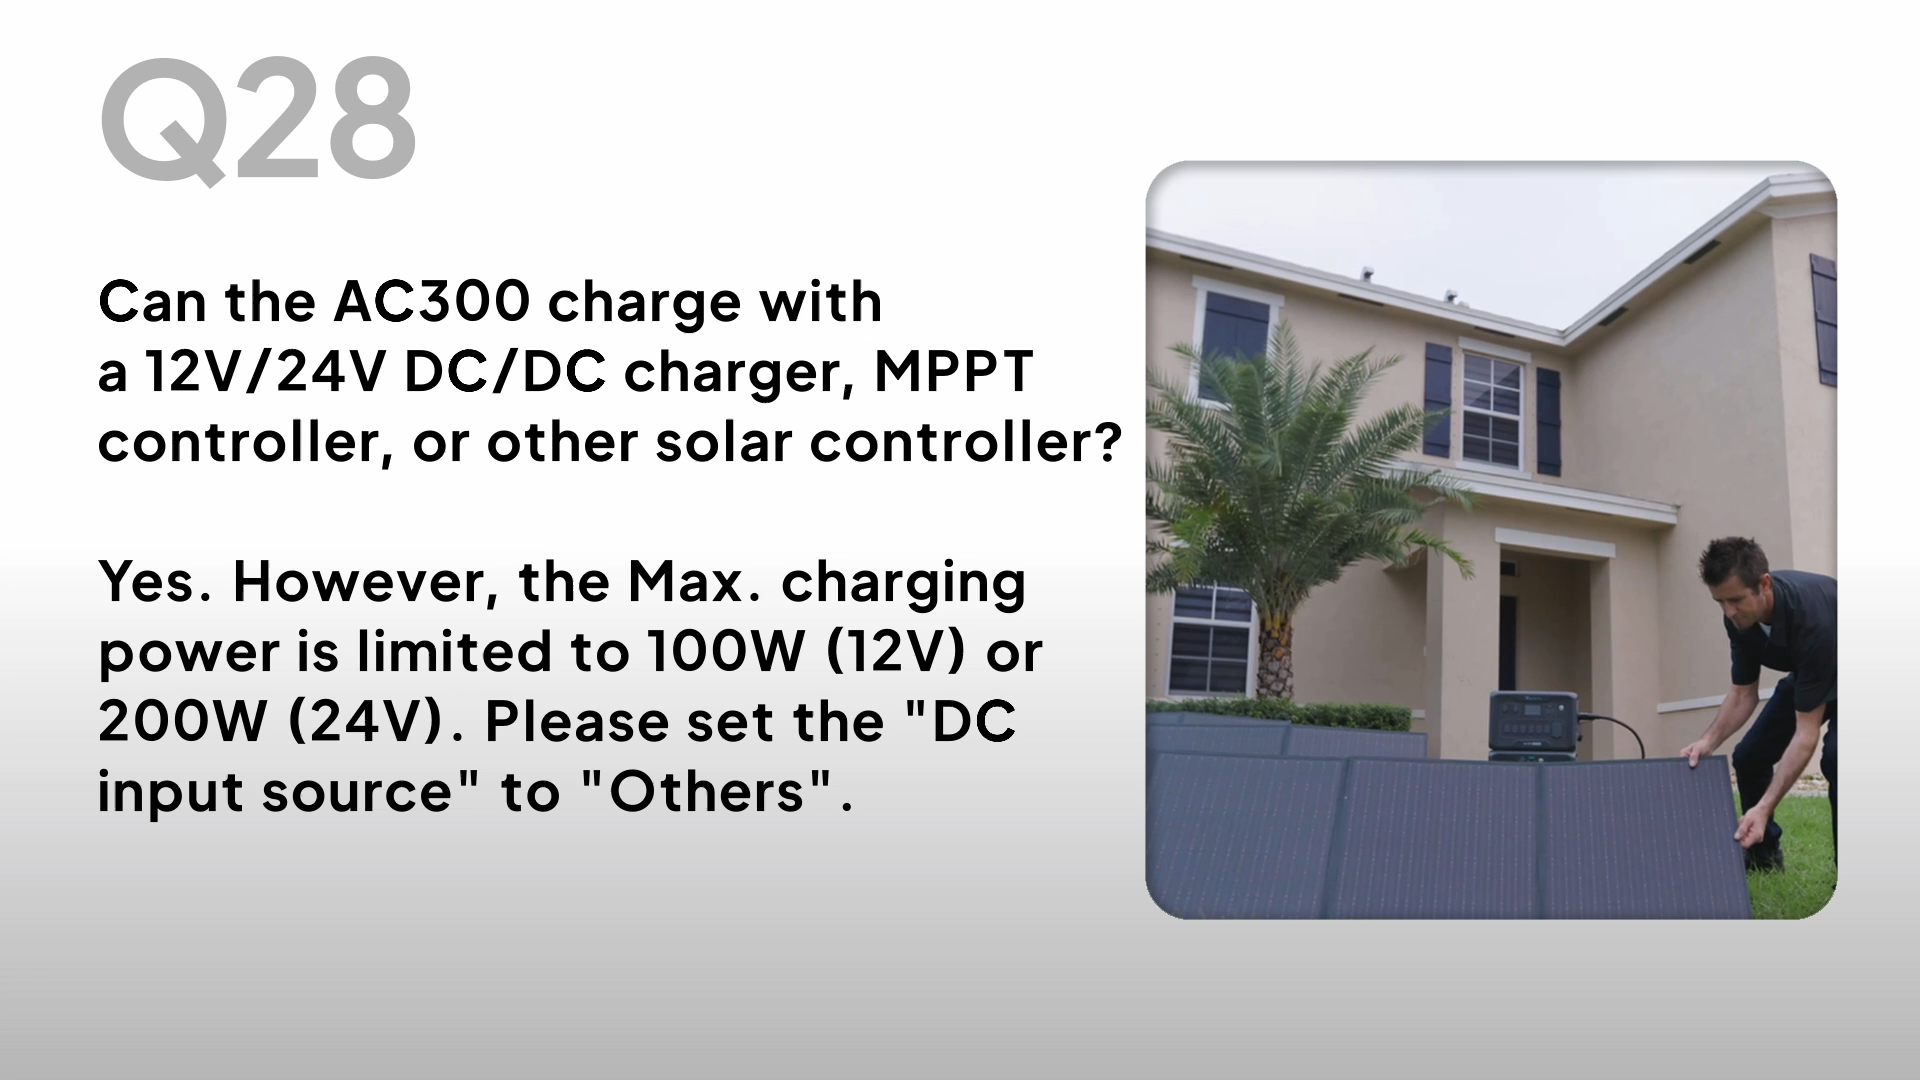 Q28
Can the AC300 charge with
a 12V/24V DC/DC charger, MPPT
controller, or other solar controller?
Yes. However, the Max. charging
power is limited to 100W (12V) or
200W (24V). Please set the "DC
input source" to "Others".